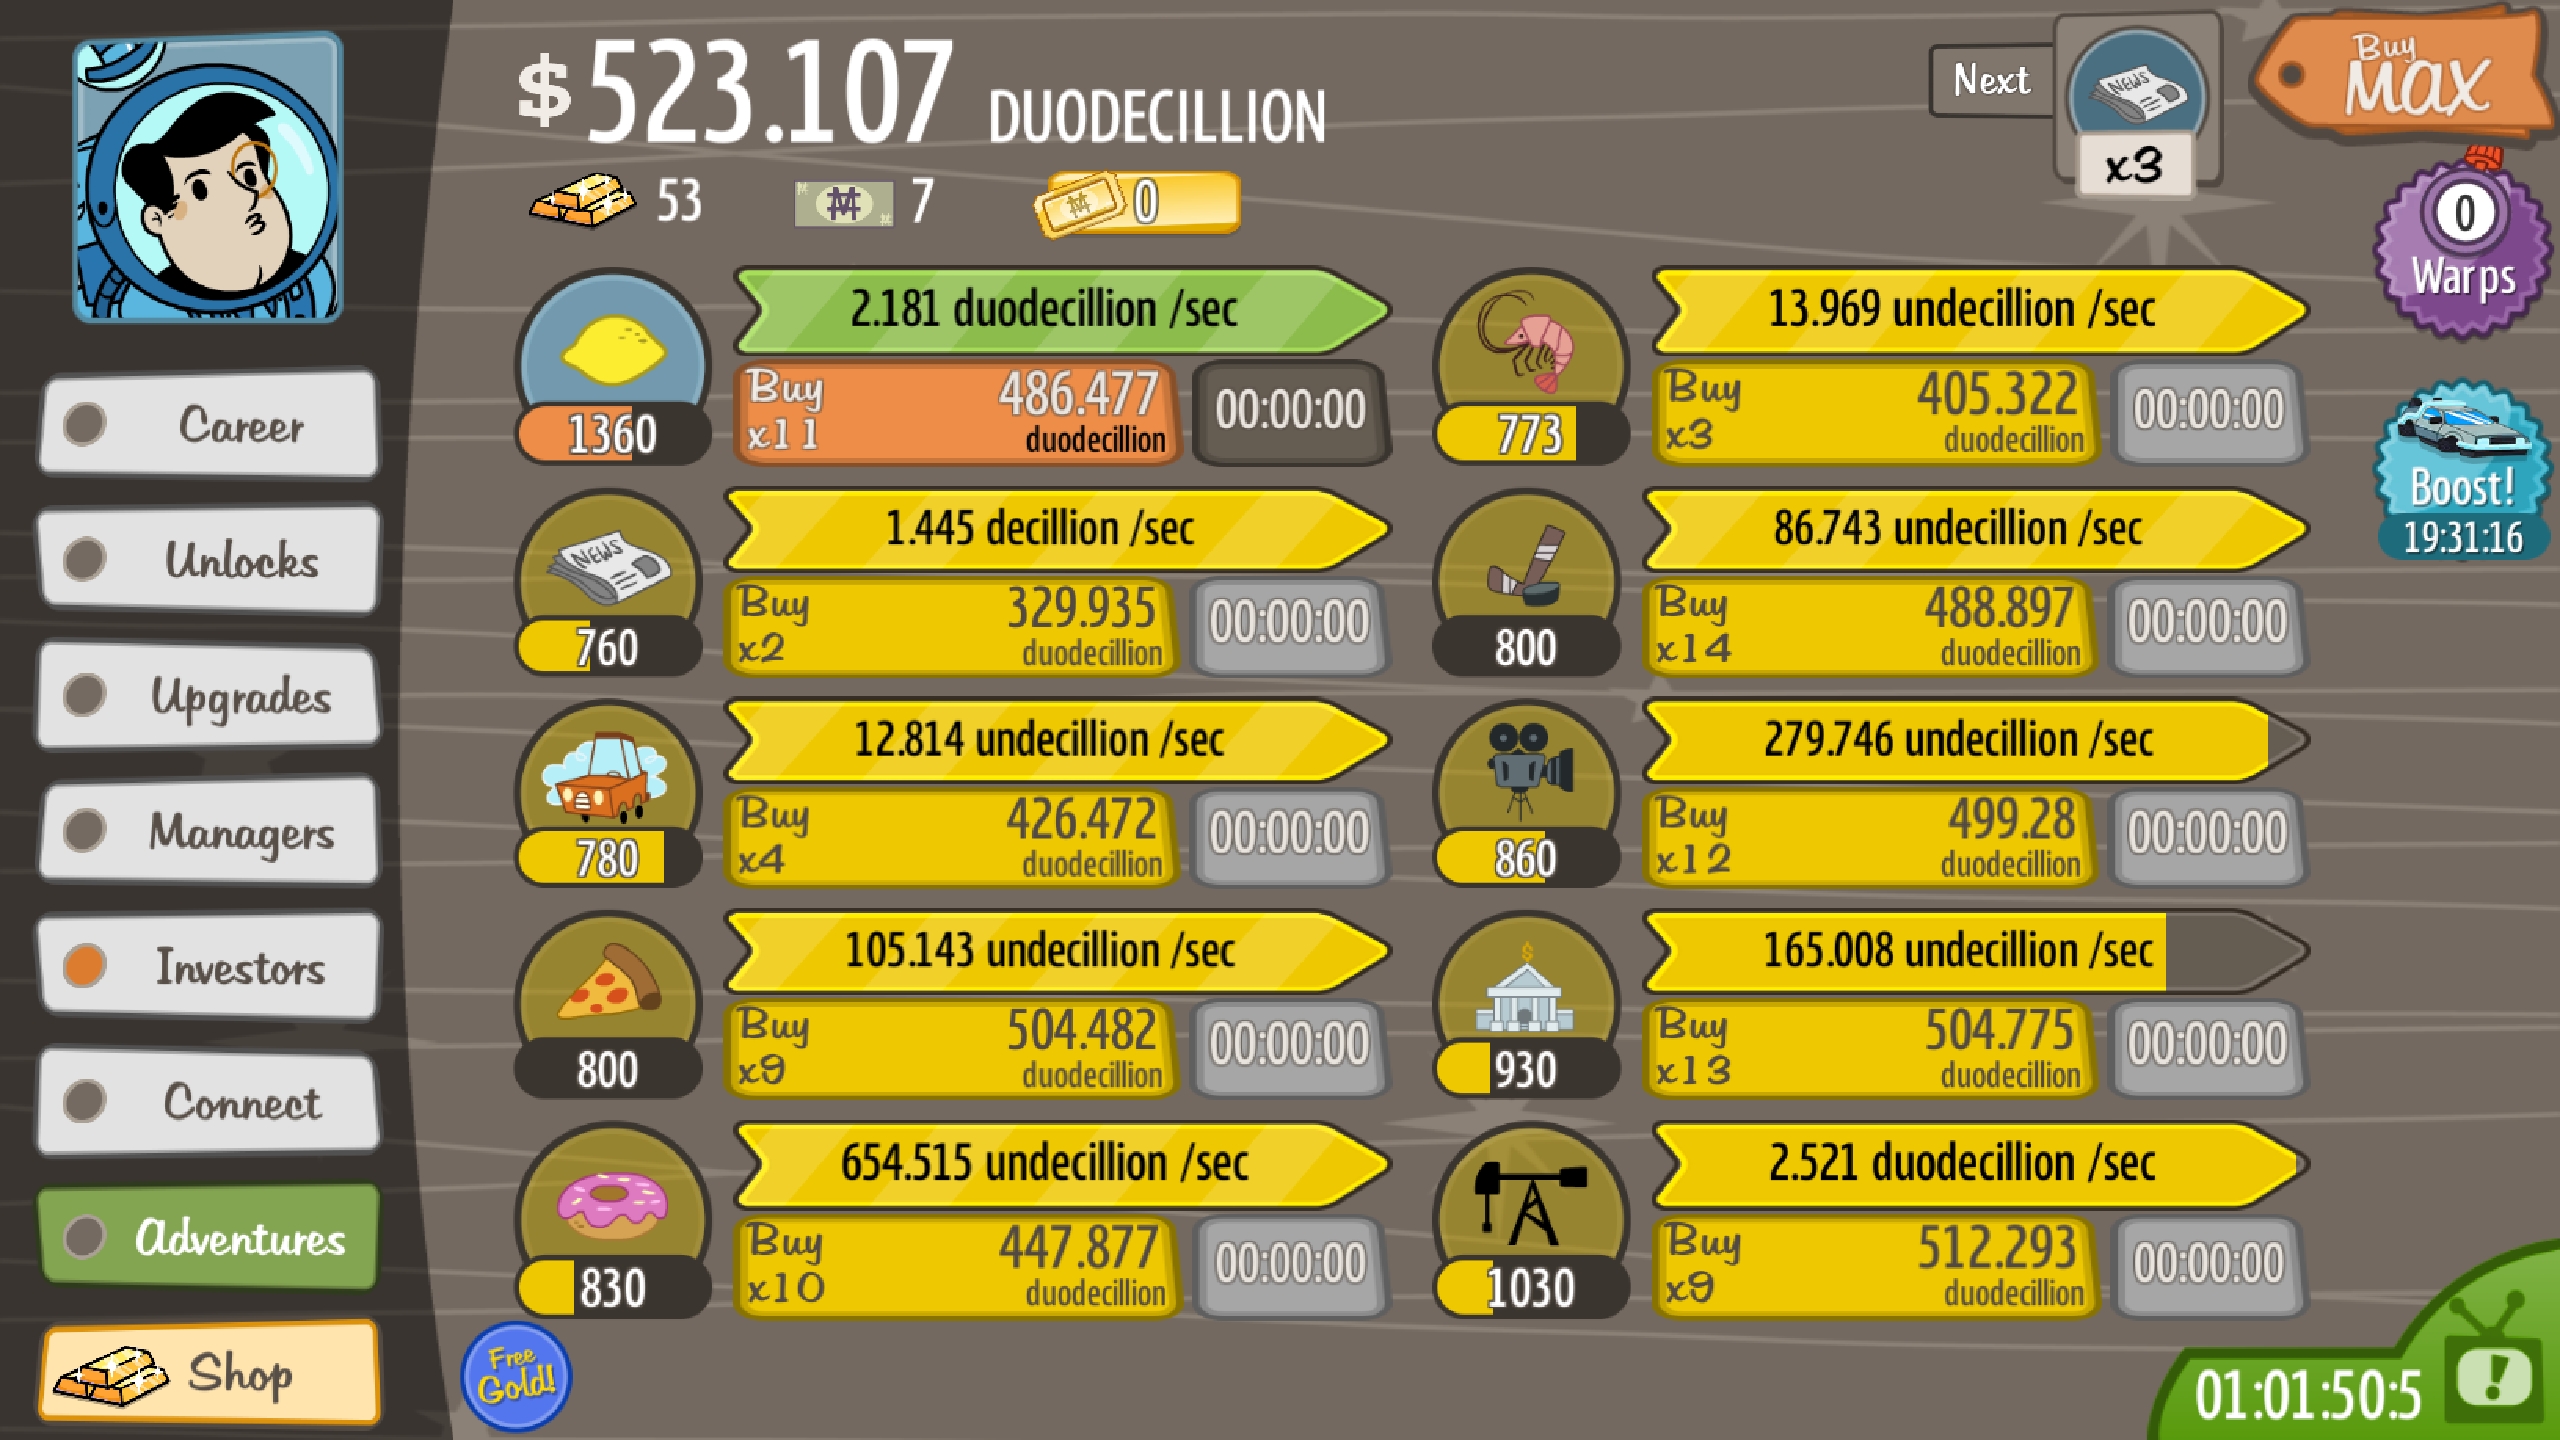 $523.107 DUODECILLION
53
7
0
Next
NEWS
x3
Buy
MAX
0
Warps
Boost!
19:31:16
Career
Unlocks
Upgrades
Managers
Investors
Connect
Adventures
Shop
2.181 duodecillion /sec
1360
Buy
x11
486.477
duodecillion
00:00:00
13.969 undecillion /sec
773
Buy
x3
405.322
duodecillion
00:00:00
NEWS
1.445 decillion /sec
760
Buy
x2
329.935
duodecillion
00:00:00
86.743 undecillion /sec
800
Buy
x14
488.897
duodecillion
00:00:00
12.814 undecillion /sec
780
Buy
x4
426.472
duodecillion
00:00:00
279.746 undecillion /sec
860
Buy
x12
499.28
duodecillion
00:00:00
105.143 undecillion /sec
800
Buy
x9
504.482
duodecillion
00:00:00
$
165.008 undecillion /sec
930
Buy
x13
504.775
duodecillion
00:00:00
654.515 undecillion /sec
830
Buy
x10
447.877
duodecillion
00:00:00
2.521 duodecillion /sec
1030
Buy
x9
512.293
duodecillion
00:00:00
Free
Gold!
01:01:50:5
!